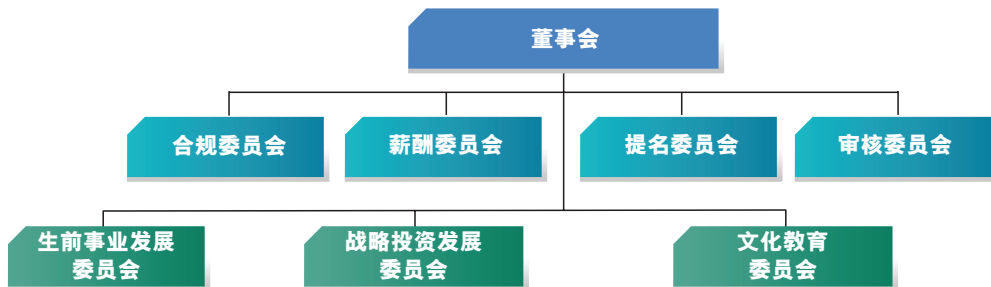 董事会
合规委员会
薪酬委员会
提名委员会
审核委员会
生前事业发展
委员会
战略投资发展
委员会
文化教育
委员会